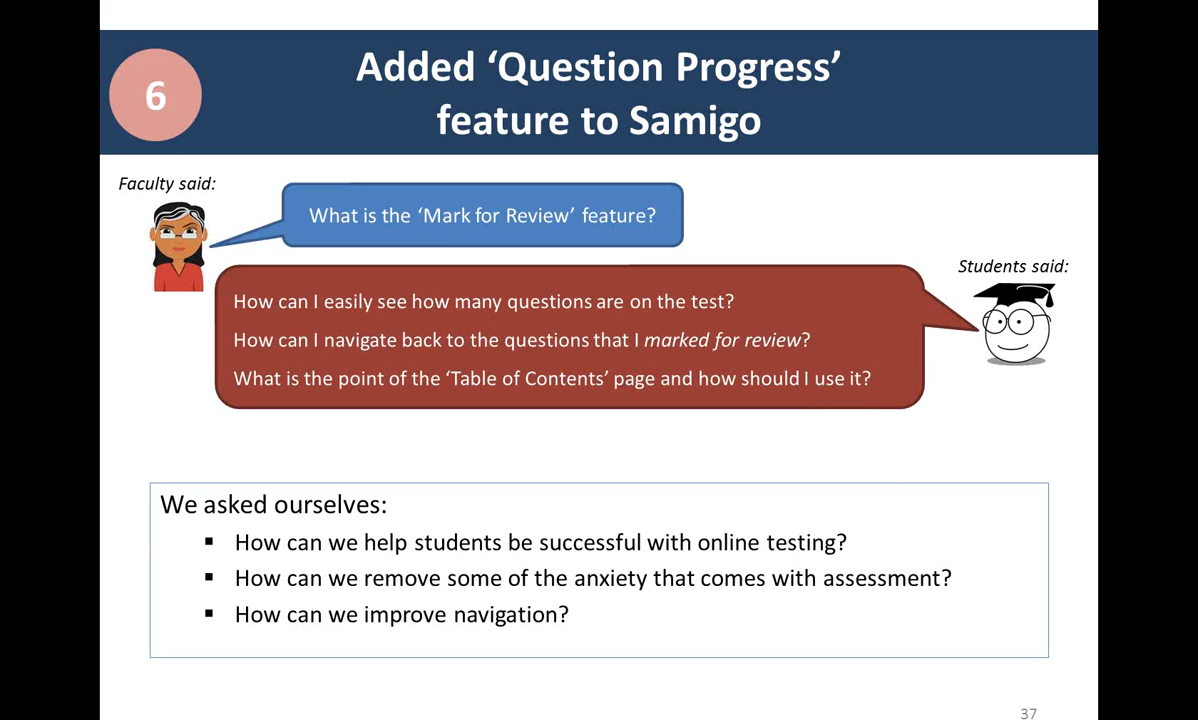 6
Added ‘Question Progress’
feature to Samigo
Faculty said:
What is the ‘Mark for Review’ feature?
Students said:
How can I easily see how many questions are on the test?
How can I navigate back to the questions that I marked for review?
What is the point of the ‘Table of Contents’ page and how should I use it?
We asked ourselves:
▪ How can we help students be successful with online testing?
▪ How can we remove some of the anxiety that comes with assessment?
▪ How can we improve navigation?
37